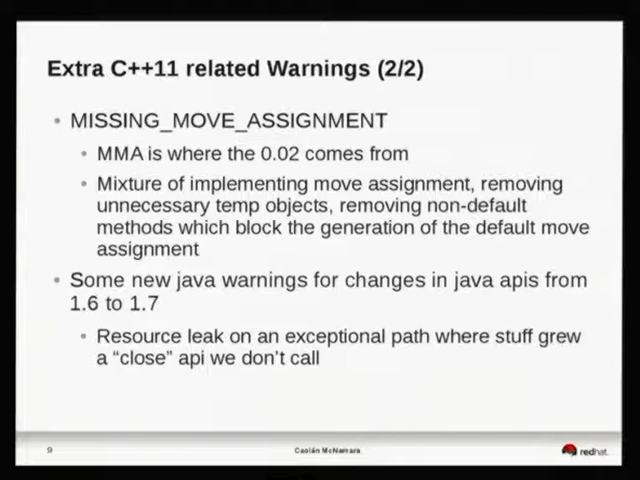 Extra C++11 related Warnings (2/2)
MISSING_MOVE_ASSIGNMENT
MMA is where the 0.02 comes from
Mixture of implementing move assignment, removing
unnecessary temp objects, removing non-default
methods which block the generation of the default move
assignment
Some new java warnings for changes in java apis from
1.6 to 1.7
Resource leak on an exceptional path where stuff grew
a “close” api we don’t call
9
Caolán McNamara
redhat.